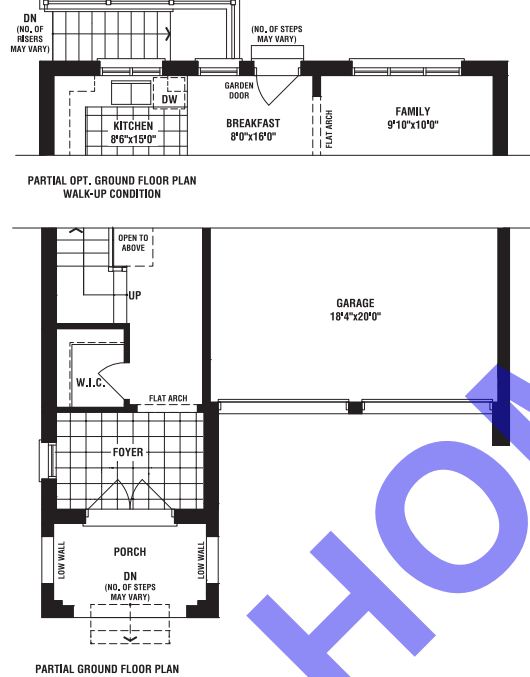 DN
(NO. OF
RISERS
MAY VARY)
(NO. OF STEPS
MAY VARY)
GARDEN
DOOR
DW
KITCHEN
8'6"x15'0"
BREAKFAST
8'0"x16'0"
FLAT ARCH
FAMILY
9'10"x10'0"
PARTIAL OPT. GROUND FLOOR PLAN
WALK-UP CONDITION
OPEN TO
ABOVE
UP
GARAGE
18'4"x20'0"
W.I.C.
FLAT ARCH
FOYER
LOW WALL
PORCH
LOW WALL
DN
(NO. OF STEPS
MAY VARY)
PARTIAL GROUND FLOOR PLAN
HO